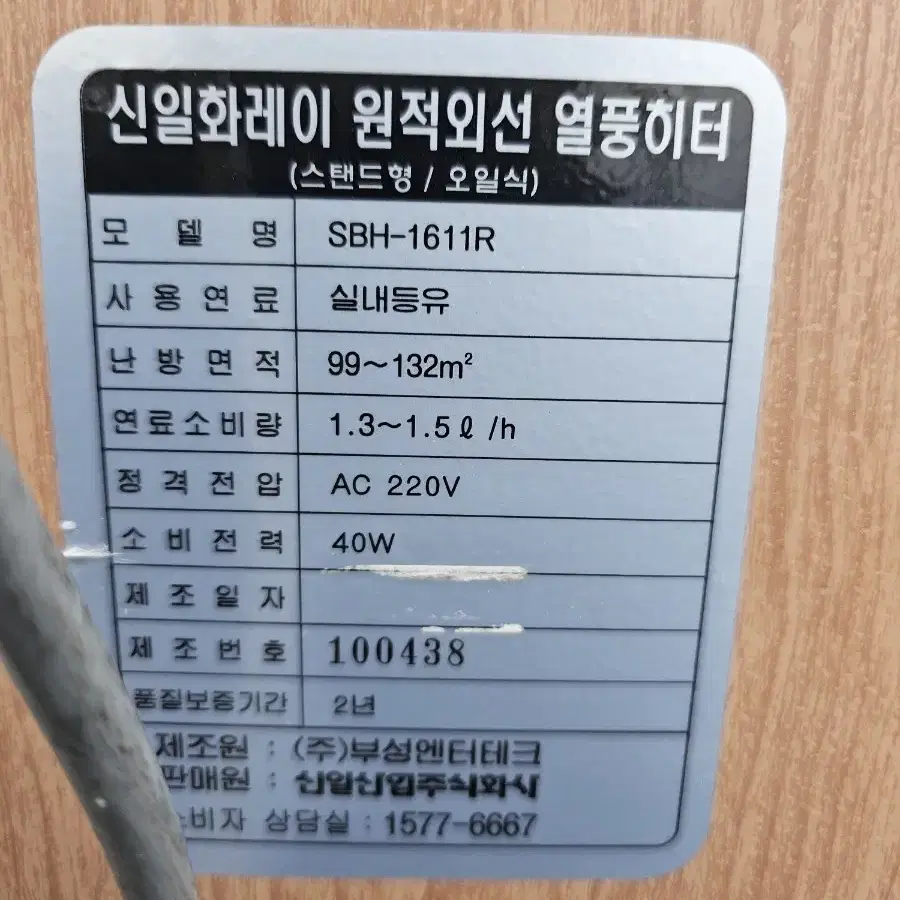 신일화레이 원적외선 열풍히터
(스탠드형 / 오일식)
모 델 명 SBH-1611R
사 용 연 료 실내등유
난 방 면 적 99~132m²
연료소비량 1.3~1.5ℓ /h
정 격 전 압 AC 220V
소 비 전 력 40W
제 조 일 자
제 조 번 호 100438
품질보증기간 2년
제조원 : (주)부성엔터테크
판매원 : 신일산업주식회사
소비자 상담실 : 1577-6667